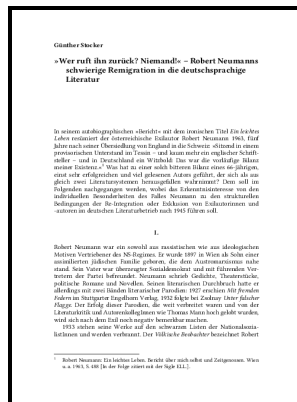 Günther Stocker
»Wer ruft ihn zurück? Niemand!« – Robert Neumanns
schwierige Remigration in die deutschsprachige
Literatur
In seinem autobiographischen »Bericht« mit dem ironischen Titel Ein leichtes
Leben resümiert der österreichische Exilautor Robert Neumann 1963, fünf
Jahre nach seiner Übersiedlung von England in die Schweiz: »Sitzend in einem
provisorischen Unterstand im Tessin – und kaum mehr ein englischer Schrift-
steller – und in Deutschland ein Witzbold: Das war die vorläufige Bilanz
meiner Existenz.«¹ Was hat zu einer solch bitteren Bilanz eines 66-jährigen,
einst sehr erfolgreichen und viel gelesenen Autors geführt, der sich als aus
gleich zwei Literatursystemen herausgefallen wahrnimmt? Dem soll im
Folgenden nachgegangen werden, wobei das Erkenntnisinteresse von den
individuellen Besonderheiten des Falles Neumann zu den strukturellen
Bedingungen der Re-Integration oder Exklusion von Exilautorinnen und
-autoren im deutschen Literaturbetrieb nach 1945 führen soll.
1.
Robert Neumann war ein sowohl aus rassistischen wie aus ideologischen
Motiven Vertriebener des NS-Regimes. Er wurde 1897 in Wien als Sohn einer
assimilierten jüdischen Familie geboren, die dem Austromarxismus nahe
stand. Sein Vater war überzeugter Sozialdemokrat und mit führenden Ver-
tretern der Partei befreundet. Neumann schrieb Gedichte, Theaterstücke,
politische Romane und Novellen. Seinen literarischen Durchbruch hatte er
allerdings mit zwei Bänden literarischer Parodien: 1927 erschien Mit fremden
Federn im Stuttgarter Engelhorn Verlag, 1932 folgte bei Zsolnay Unter falscher
Flagge. Der Erfolg dieser Parodien, die weit verbreitet waren und von der
Literaturkritik und AutorenkollegInnen wie Thomas Mann hoch gelobt wurden,
wird sich nach dem Exil noch negativ bemerkbar machen.
1933 stehen seine Werke auf den schwarzen Listen der Nationalsozia-
listInnen und werden verbrannt. Der Völkische Beobachter bezeichnet Robert
¹ Robert Neumann: Ein leichtes Leben. Bericht über mich selbst und Zeitgenossen. Wien
u. a. 1963, S. 488 [In der Folge zitiert mit der Sigle ELL.].